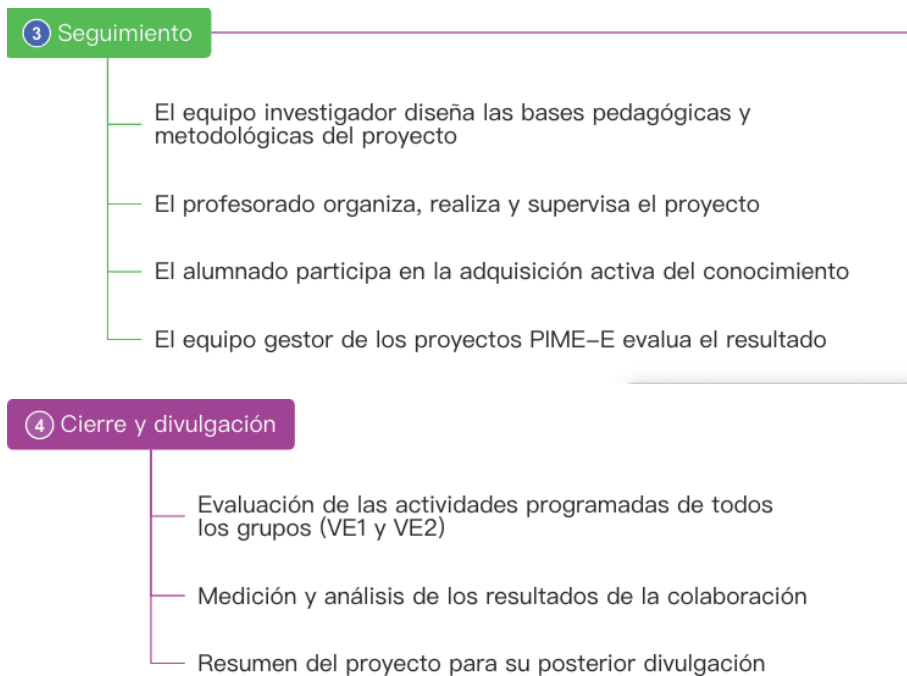 3 Seguimiento
El equipo investigador diseña las bases pedagógicas y
metodológicas del proyecto
El profesorado organiza, realiza y supervisa el proyecto
El alumnado participa en la adquisición activa del conocimiento
El equipo gestor de los proyectos PIME–E evalua el resultado
4 Cierre y divulgación
Evaluación de las actividades programadas de todos
los grupos (VE1 y VE2)
Medición y análisis de los resultados de la colaboración
Resumen del proyecto para su posterior divulgación